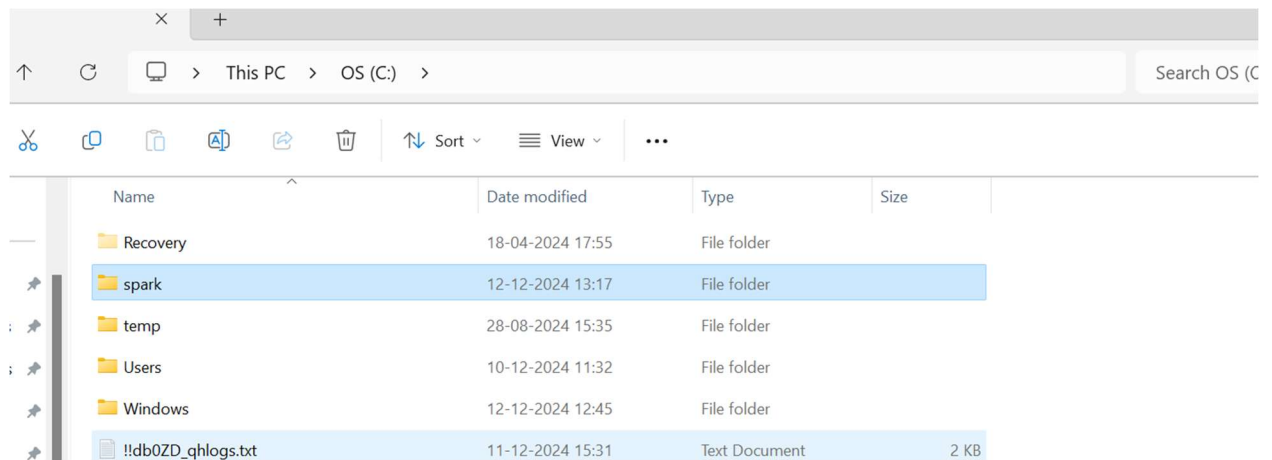 This PC > OS (C:) >
Search OS (C
Sort View
Name Date modified Type Size
Recovery 18-04-2024 17:55 File folder
spark 12-12-2024 13:17 File folder
temp 28-08-2024 15:35 File folder
Users 10-12-2024 11:32 File folder
Windows 12-12-2024 12:45 File folder
!!db0ZD_qhlogs.txt 11-12-2024 15:31 Text Document 2 KB